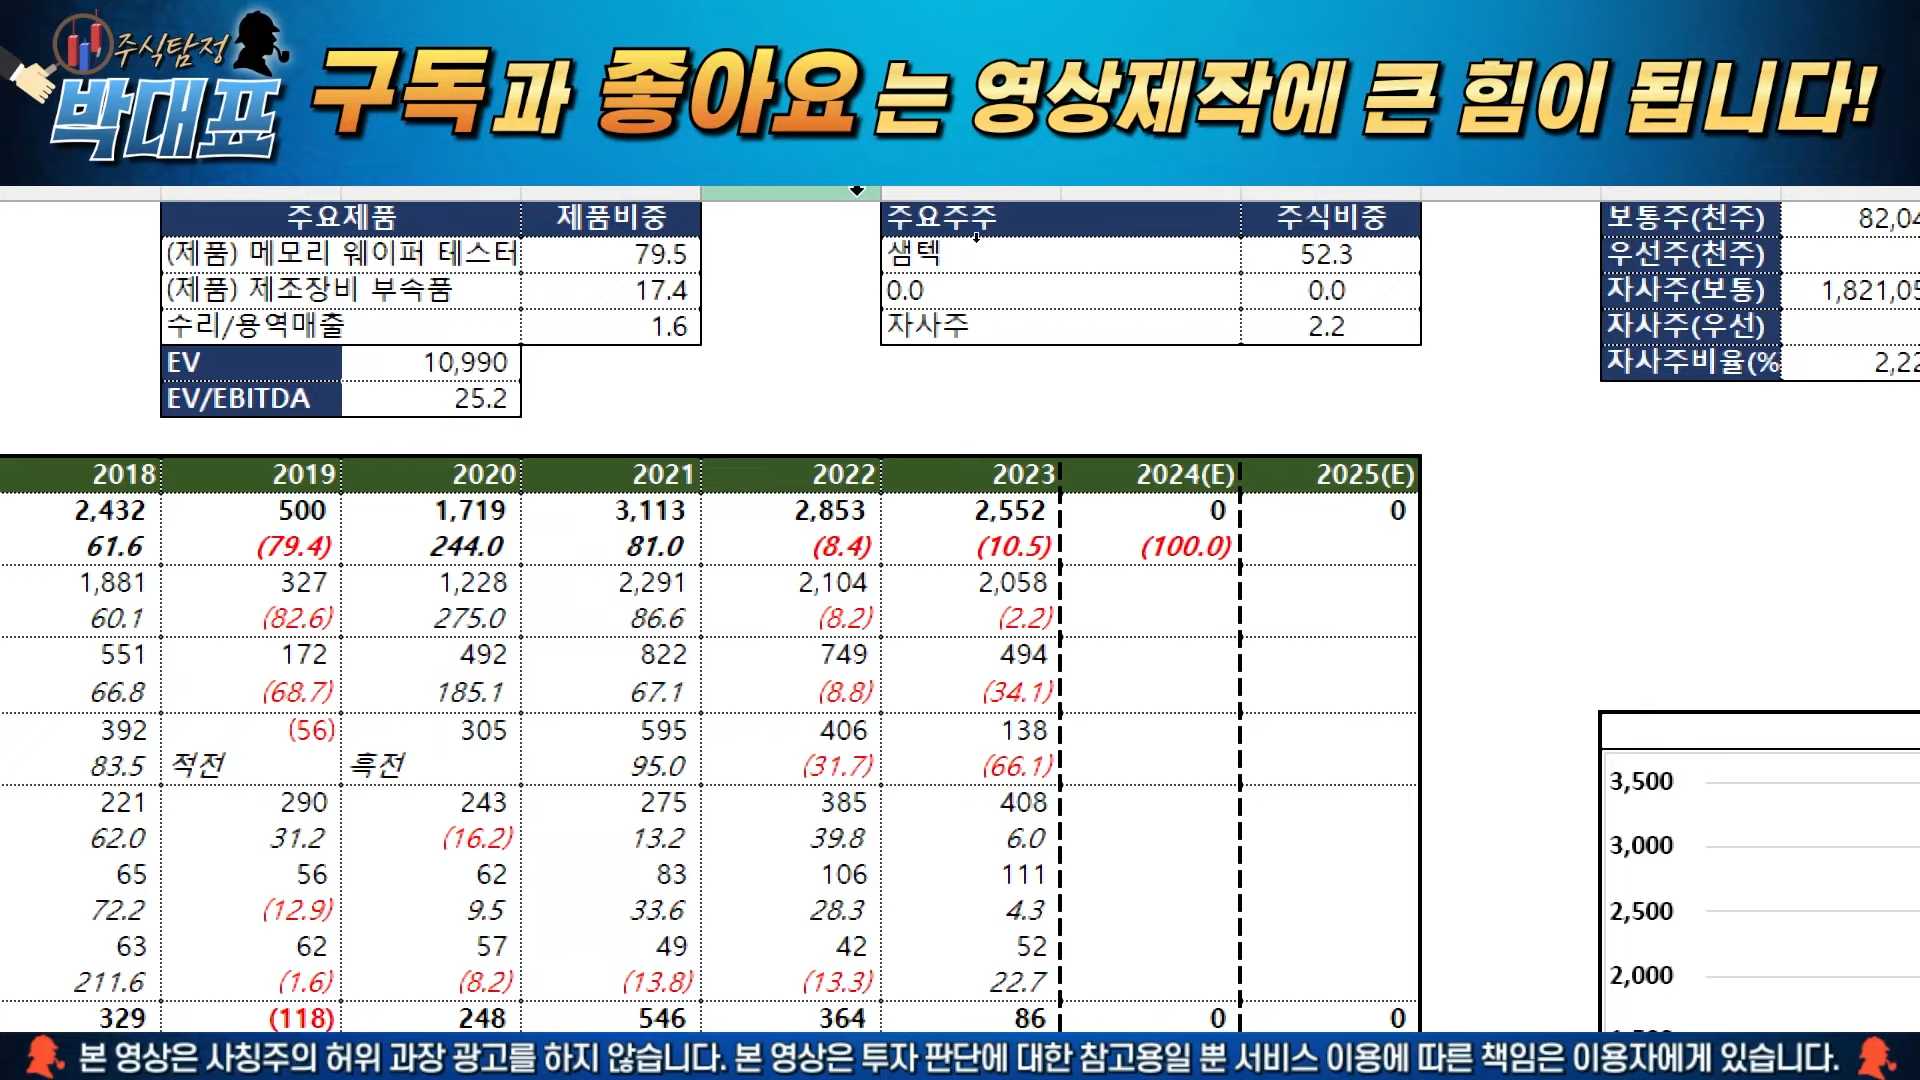 주식탐정
박대표
구독과 좋아요는 영상제작에 큰 힘이 됩니다!
주요제품 제품비중
(제품) 메모리 웨이퍼 테스터 79.5
(제품) 제조장비 부속품 17.4
수리/용역매출 1.6
EV 10,990
EV/EBITDA 25.2
주요주주 주식비중
샘텍 52.3
0.0 0.0
자사주 2.2
보통주(천주) 82,04
우선주(천주)
자사주(보통) 1,821,05
자사주(우선)
자사주비율(% 2,22
2018 2019 2020 2021 2022 2023 2024(E) 2025(E)
2,432 500 1,719 3,113 2,853 2,552 0 0
61.6 (79.4) 244.0 81.0 (8.4) (10.5) (100.0)
1,881 327 1,228 2,291 2,104 2,058
60.1 (82.6) 275.0 86.6 (8.2) (2.2)
551 172 492 822 749 494
66.8 (68.7) 185.1 67.1 (8.8) (34.1)
392 (56) 305 595 406 138
83.5 적전 흑전 95.0 (31.7) (66.1)
221 290 243 275 385 408
62.0 31.2 (16.2) 13.2 39.8 6.0
65 56 62 83 106 111
72.2 (12.9) 9.5 33.6 28.3 4.3
63 62 57 49 42 52
211.6 (1.6) (8.2) (13.8) (13.3) 22.7
329 (118) 248 546 364 86 0 0
3,500
3,000
2,500
2,000
본 영상은 사칭주의 허위 과장 광고를 하지 않습니다. 본 영상은 투자 판단에 대한 참고용일 뿐 서비스 이용에 따른 책임은 이용자에게 있습니다.